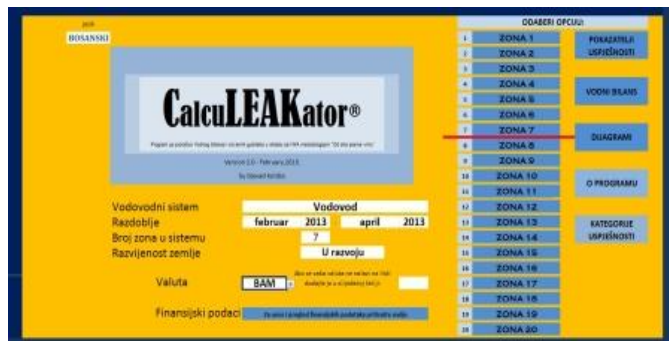 Jezik
BOSANSKI
CalcuLEAKator®
Version 2.0 - February, 2013.
Vodovodni sistem Vodovod
Razdoblje februar 2013 april 2013
Broj zona u sistemu 7
Razvijenost zemlje U razvoju
Valuta BAM
Finansijski podaci
ODABERI OPCIJU:
1 ZONA 1
2 ZONA 2
3 ZONA 3
4 ZONA 4
5 ZONA 5
6 ZONA 6
7 ZONA 7
8 ZONA 8
9 ZONA 9
10 ZONA 10
11 ZONA 11
12 ZONA 12
13 ZONA 13
14 ZONA 14
15 ZONA 15
16 ZONA 16
17 ZONA 17
18 ZONA 18
19 ZONA 19
20 ZONA 20
POKAZATELJI
USPJEŠNOSTI
VODNI BILANS
DIJAGRAMI
O PROGRAMU
KATEGORIJE
USPJEŠNOSTI